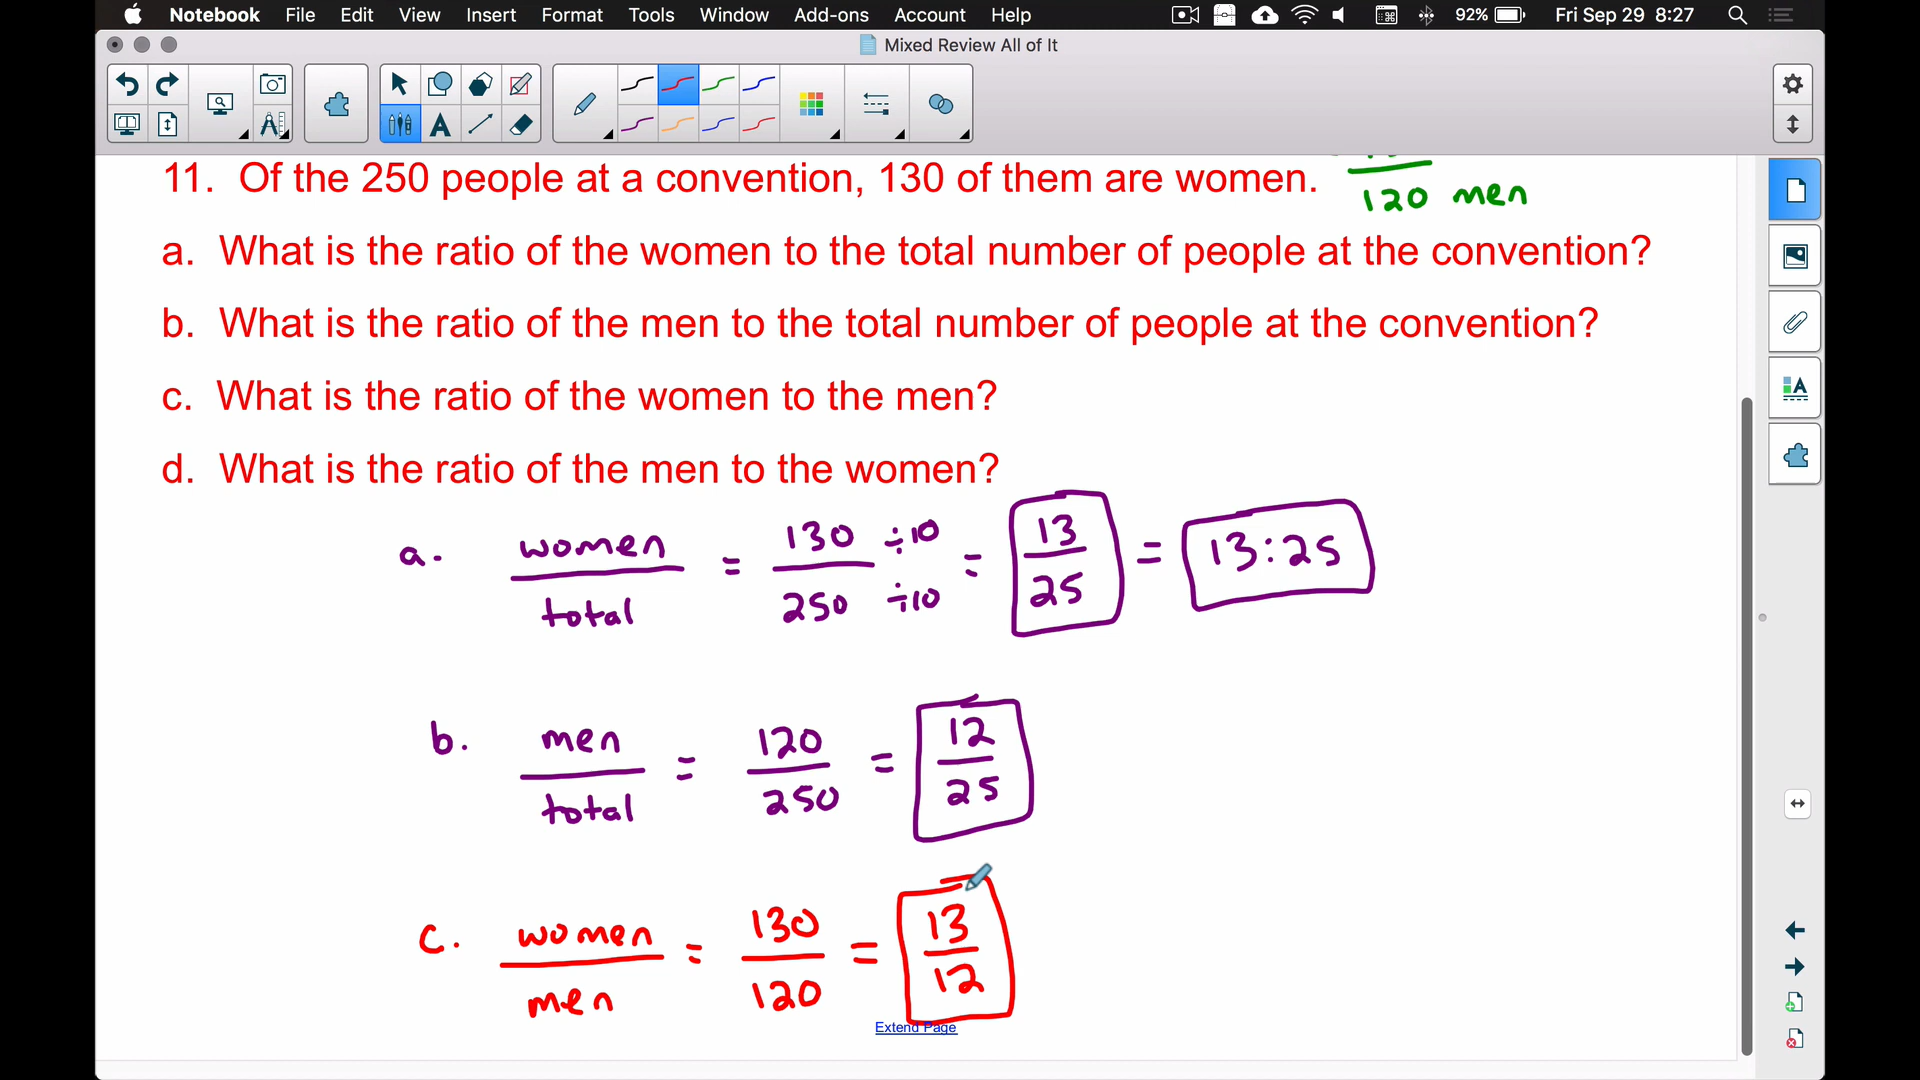 Notebook File Edit View Insert Format Tools Window Add-ons Account Help 92% Fri Sep 29 8:27
Mixed Review All of It
11. Of the 250 people at a convention, 130 of them are women.
120 men
a. What is the ratio of the women to the total number of people at the convention?
b. What is the ratio of the men to the total number of people at the convention?
c. What is the ratio of the women to the men?
d. What is the ratio of the men to the women?
a. women/total = 130 ÷10/250 ÷10 = 13/25 = 13:25
b. men/total = 120/250 = 12/25
c. women/men = 130/120 = 13/12
Extend Page